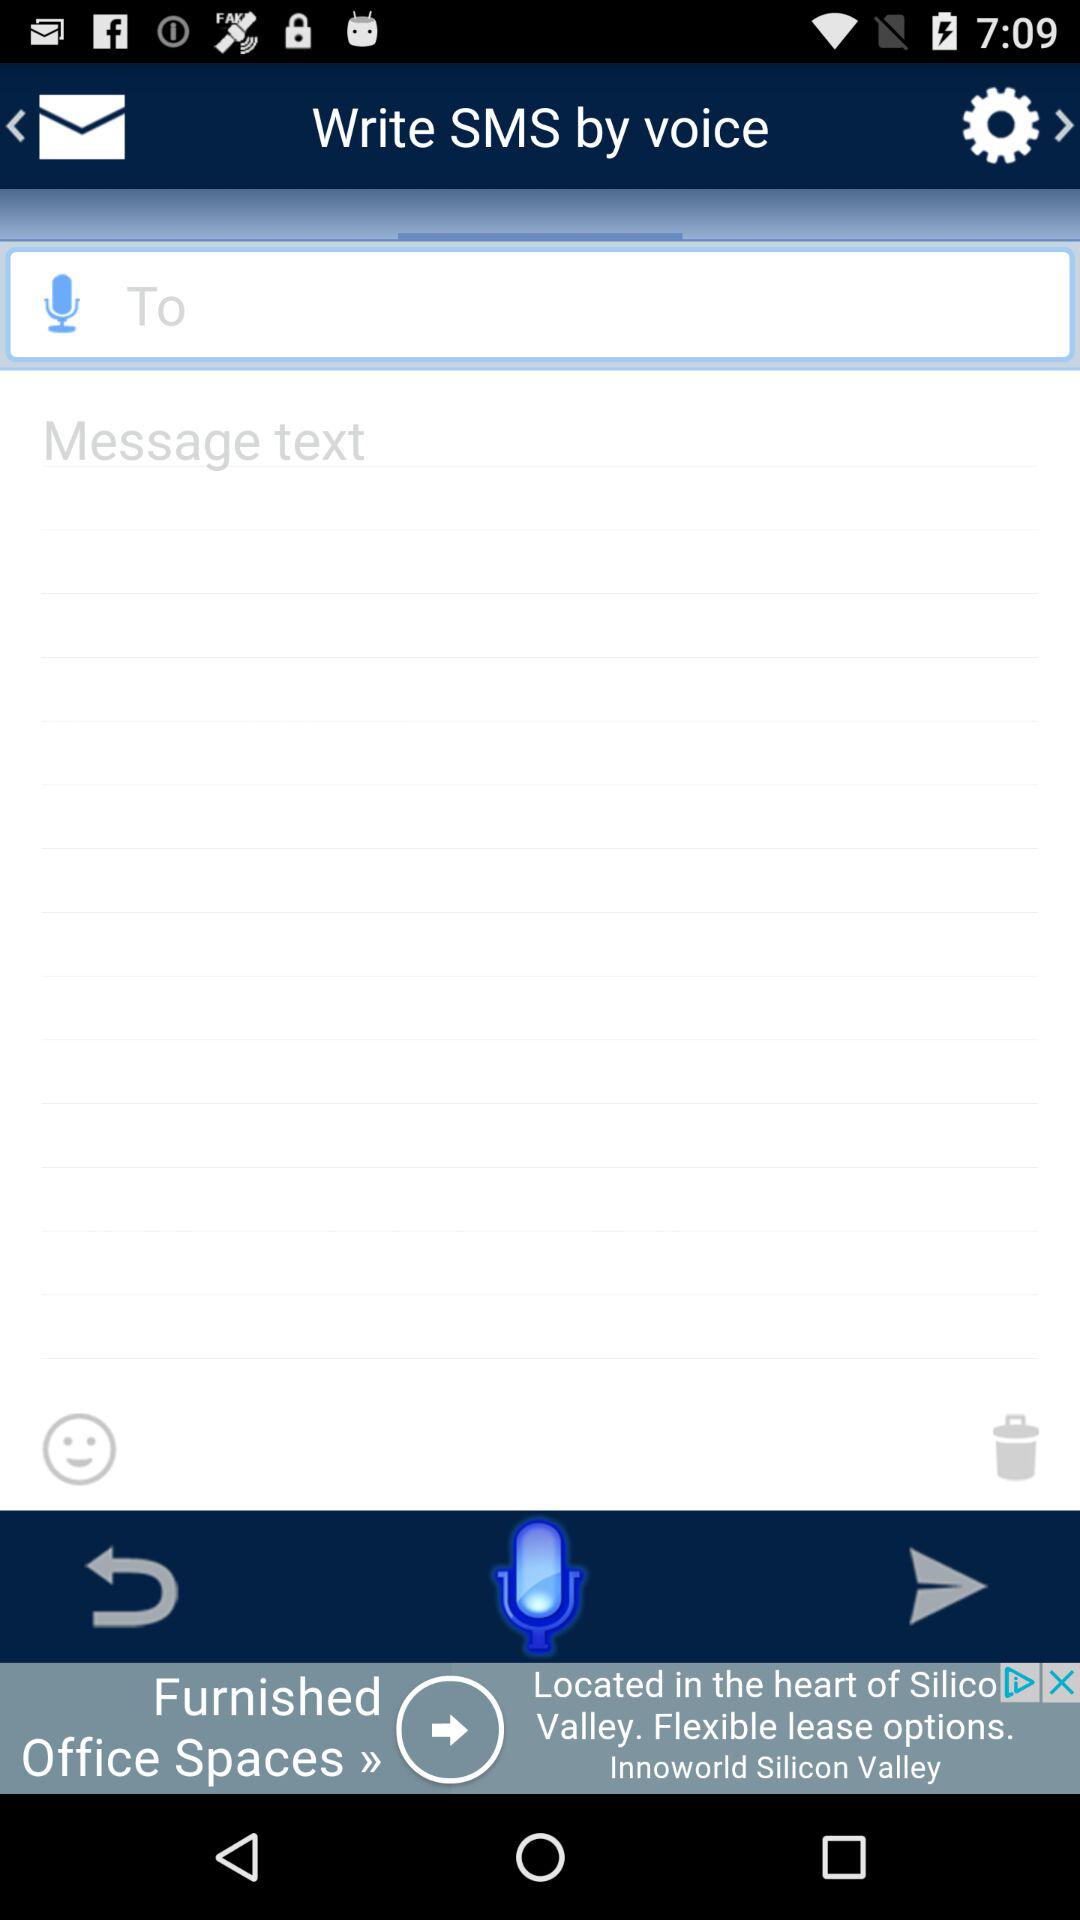 FAKE
7:09
Write SMS by voice
To
Message text
Furnished
Office Spaces »
Located in the heart of Silico
Valley. Flexible lease options.
Innoworld Silicon Valley